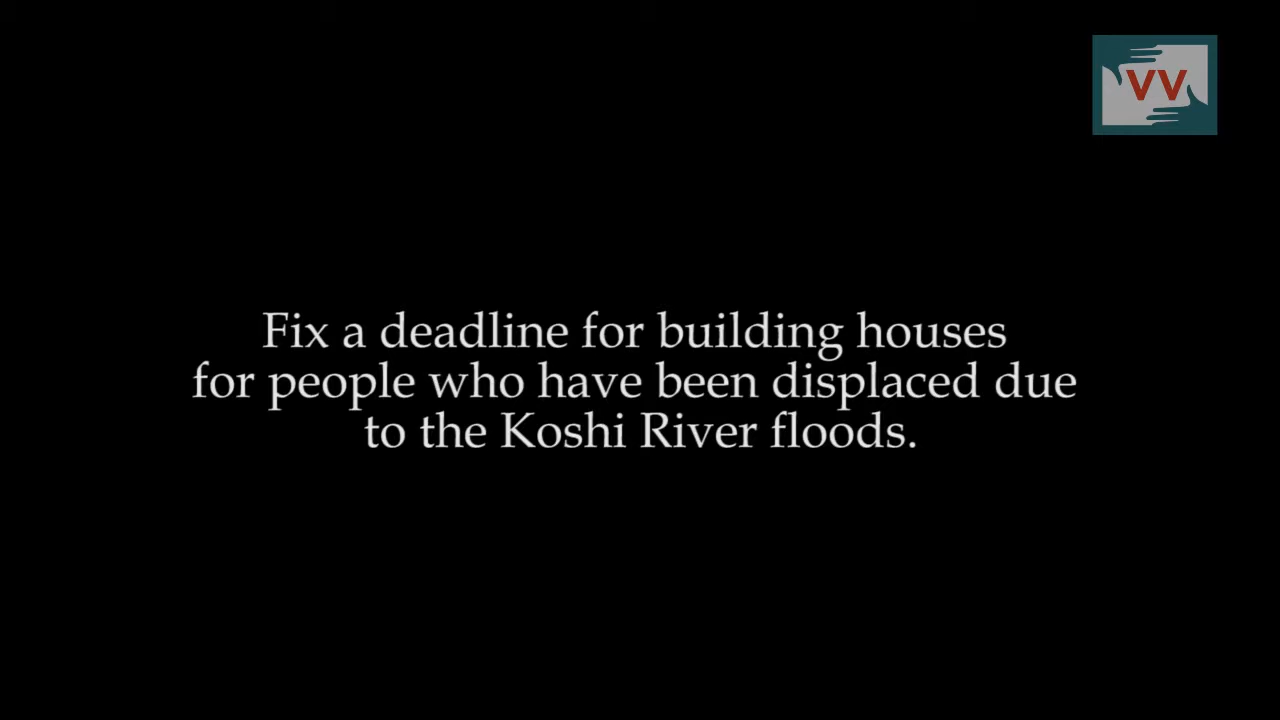 VV
Fix a deadline for building houses
for people who have been displaced due
to the Koshi River floods.